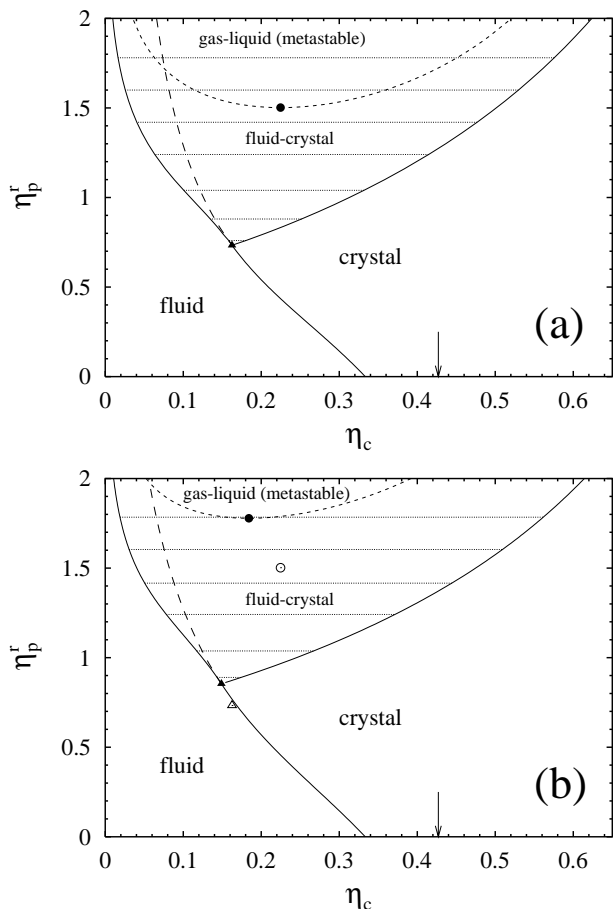 2
gas-liquid (metastable)
1.5
fluid-crystal
η_p^r
1
crystal
0.5
fluid
(a)
0
0 0.1 0.2 0.3 0.4 0.5 0.6
η_c
2
gas-liquid (metastable)
1.5
fluid-crystal
η_p^r
1
crystal
0.5
fluid
(b)
0
0 0.1 0.2 0.3 0.4 0.5 0.6
η_c